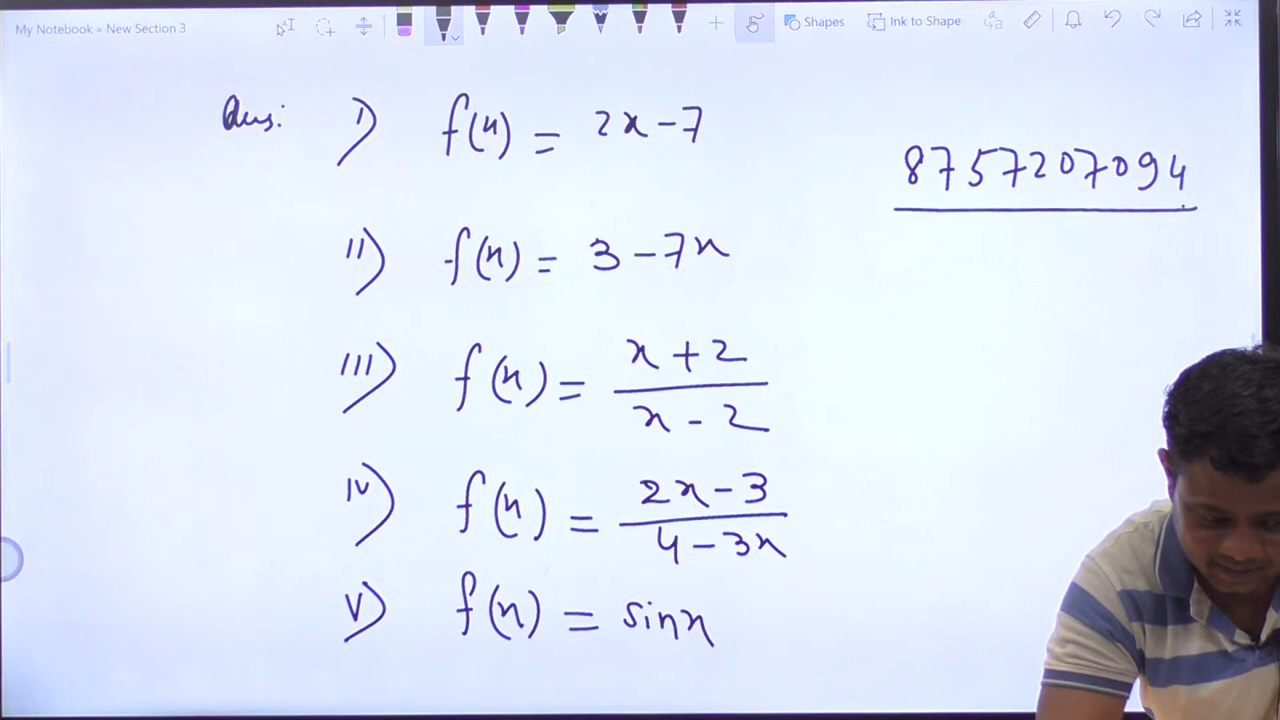 My Notebook » New Section 3
Shapes
Ink to Shape
Ans: i) f(x) = 2x-7
8757207094
ii) f(x) = 3-7x
iii) f(x) = x+2 / x-2
iv) f(x) = 2x-3 / 4-3x
v) f(x) = sinx